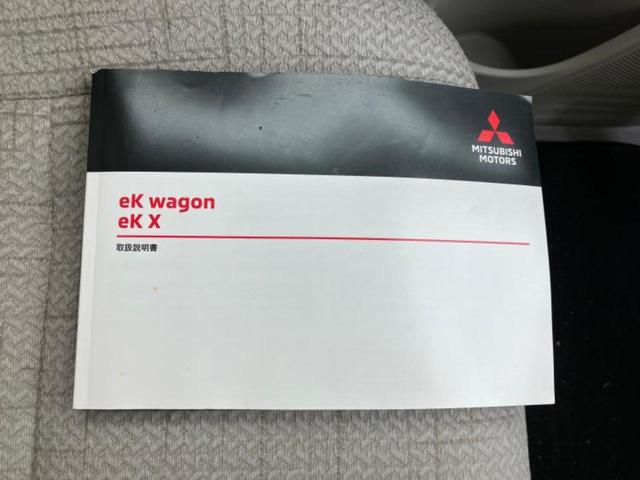 MITSUBISHI
MOTORS
eK wagon
eK X
取扱説明書